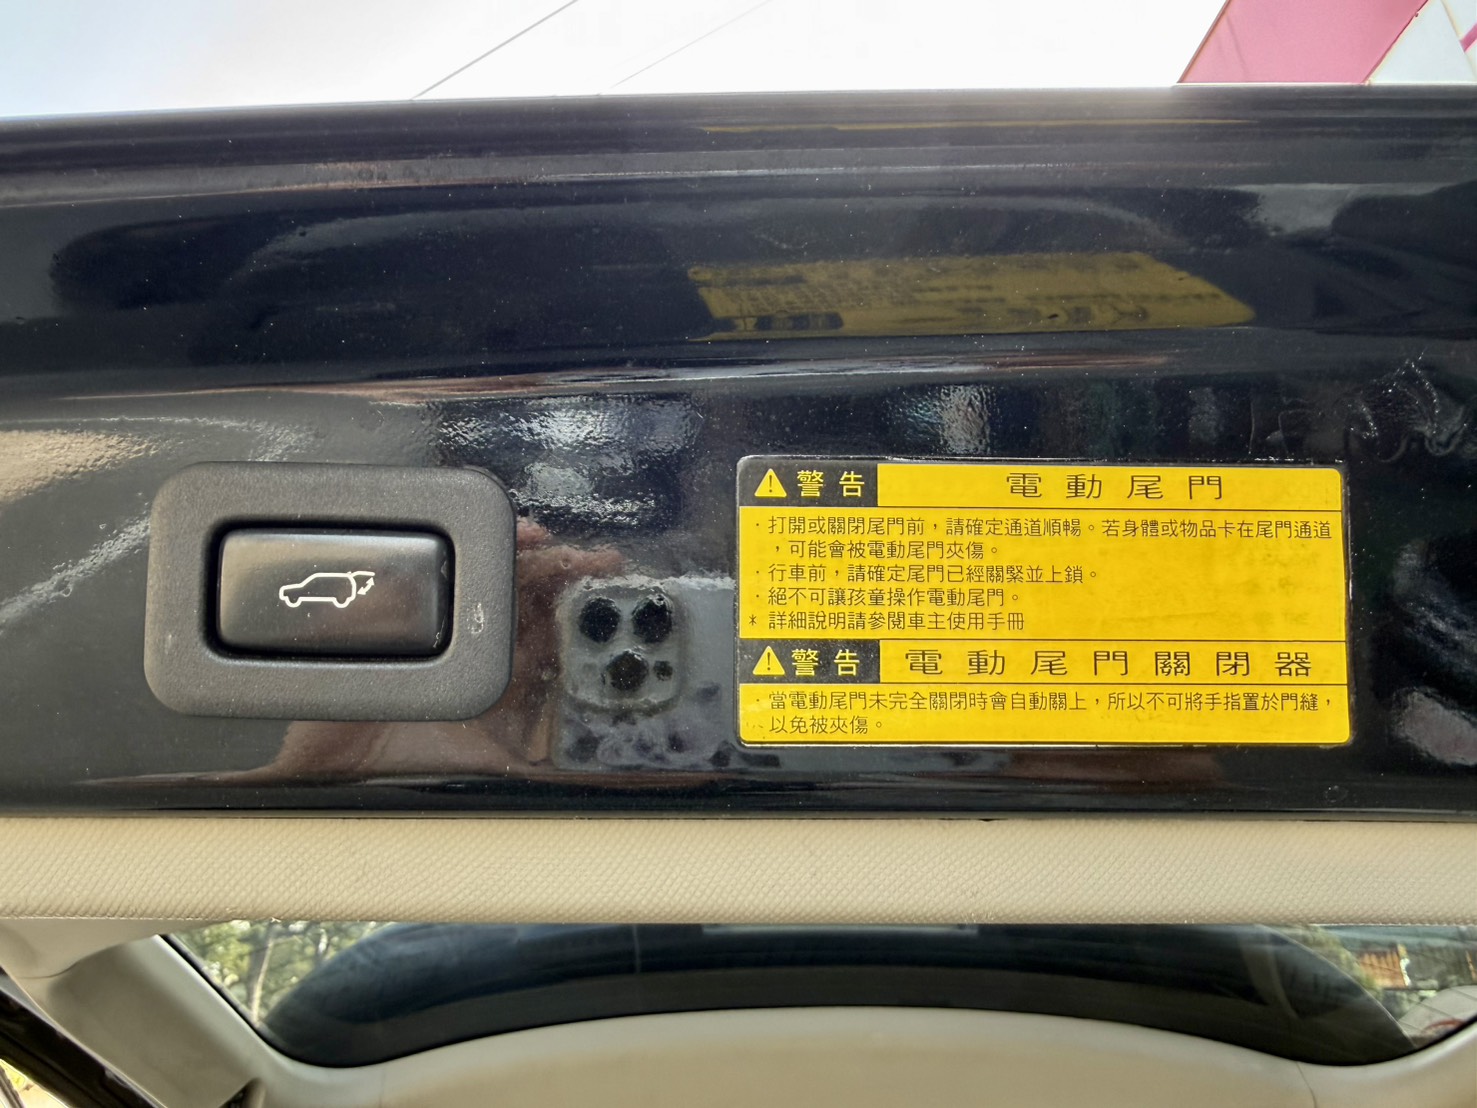 警告 電動尾門
·打開或關閉尾門前，請確定通道順暢。若身體或物品卡在尾門通道
，可能會被電動尾門夾傷。
·行車前，請確定尾門已經關緊並上鎖。
·絕不可讓孩童操作電動尾門。
* 詳細說明請參閱車主使用手冊
警告 電動尾門關閉器
·當電動尾門未完全關閉時會自動關上，所以不可將手指置於門縫，
以免被夾傷。